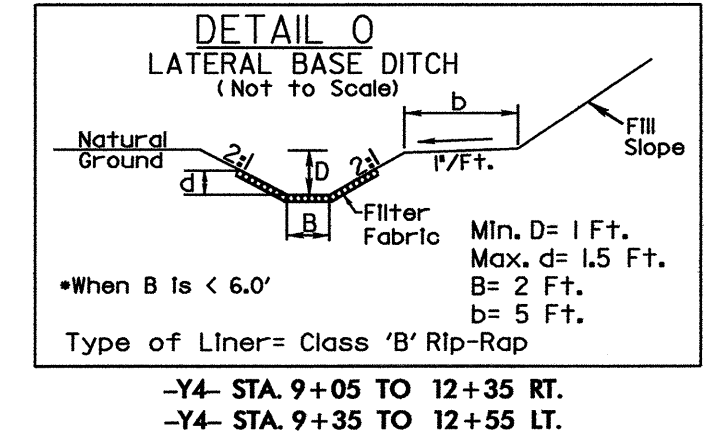 DETAIL O
LATERAL BASE DITCH
(Not to Scale)
b
Natural
Ground
2:1
D
2:1
1"/Ft.
Fill
Slope
d
B
Filter
Fabric
Min. D= 1 Ft.
Max. d= 1.5 Ft.
*When B is < 6.0'
B= 2 Ft.
b= 5 Ft.
Type of Liner= Class 'B' Rip-Rap
-Y4- STA. 9+05 TO 12+35 RT.
-Y4- STA. 9+35 TO 12+55 LT.